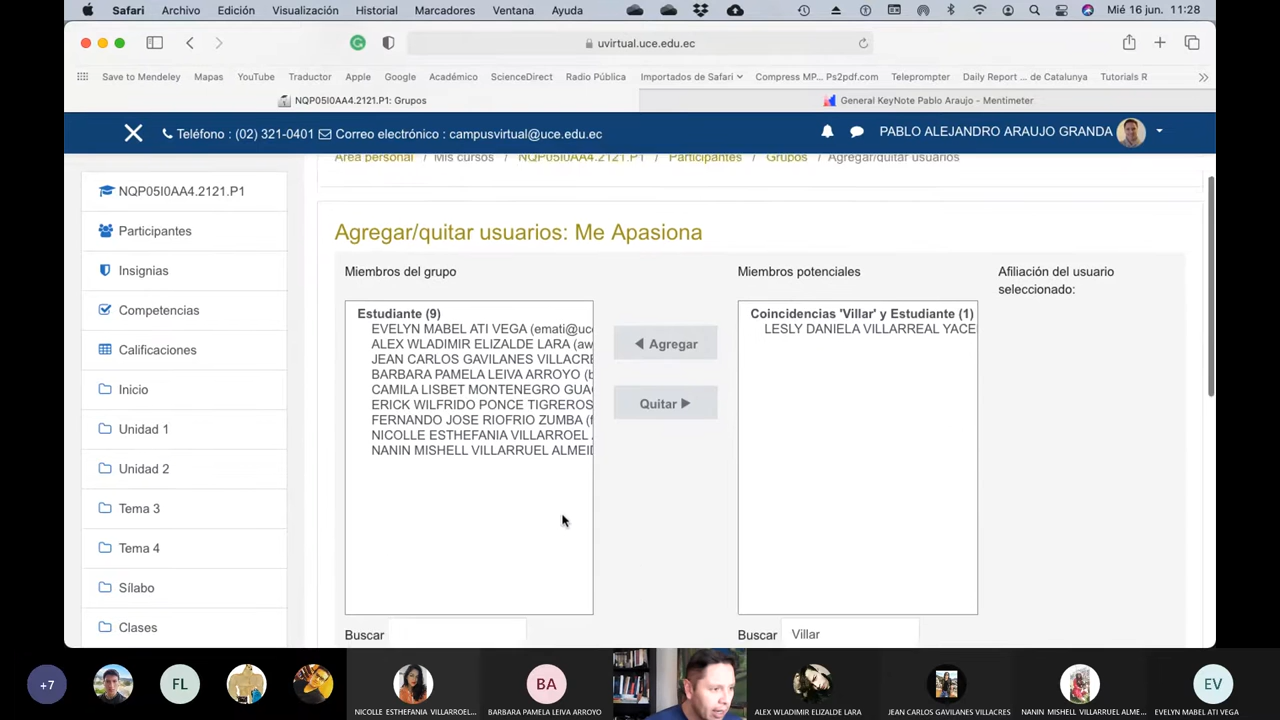 Safari Archivo Edición Visualización Historial Marcadores Ventana Ayuda Mié 16 jun. 11:28
uvirtual.uce.edu.ec
Save to Mendeley Mapas YouTube Traductor Apple Google Académico ScienceDirect Radio Pública Importados de Safari Compress MP... Ps2pdf.com Teleprompter Daily Report ... de Catalunya Tutorials R
NQP05I0AA4.2121.P1: Grupos General KeyNote Pablo Araujo - Mentimeter
Teléfono : (02) 321-0401 Correo electrónico : campusvirtual@uce.edu.ec PABLO ALEJANDRO ARAUJO GRANDA
Área personal / Mis cursos / NQP05I0AA4.2121.P1 / Participantes / Grupos / Agregar/quitar usuarios
NQP05I0AA4.2121.P1
Participantes
Insignias
Competencias
Calificaciones
Inicio
Unidad 1
Unidad 2
Tema 3
Tema 4
Sílabo
Clases
Agregar/quitar usuarios: Me Apasiona
Miembros del grupo
Estudiante (9)
EVELYN MABEL ATI VEGA (emati@uc
ALEX WLADIMIR ELIZALDE LARA (aw
JEAN CARLOS GAVILANES VILLACRE
BARBARA PAMELA LEIVA ARROYO (b
CAMILA LISBET MONTENEGRO GUA
ERICK WILFRIDO PONCE TIGREROS
FERNANDO JOSE RIOFRIO ZUMBA (f
NICOLLE ESTHEFANIA VILLARROEL
NANIN MISHELL VILLARRUEL ALMEID
Buscar
Agregar
Quitar
Miembros potenciales
Coincidencias 'Villar' y Estudiante (1)
LESLY DANIELA VILLARREAL YACE
Buscar Villar
Afiliación del usuario
seleccionado:
+7 FL BA EV
NICOLLE ESTHEFANIA VILLARROEL... BARBARA PAMELA LEIVA ARROYO ALEX WLADIMIR ELIZALDE LARA JEAN CARLOS GAVILANES VILLACRES NANIN MISHELL VILLARRUEL ALME... EVELYN MABEL ATI VEGA